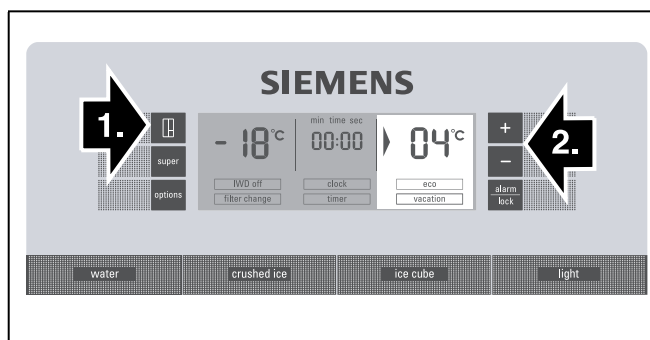 SIEMENS
1.
super
options
- 18°C
IWD off
filter change
min time sec
00:00
clock
timer
04°C
eco
vacation
+
−
alarm
lock
2.
water
crushed ice
ice cube
light